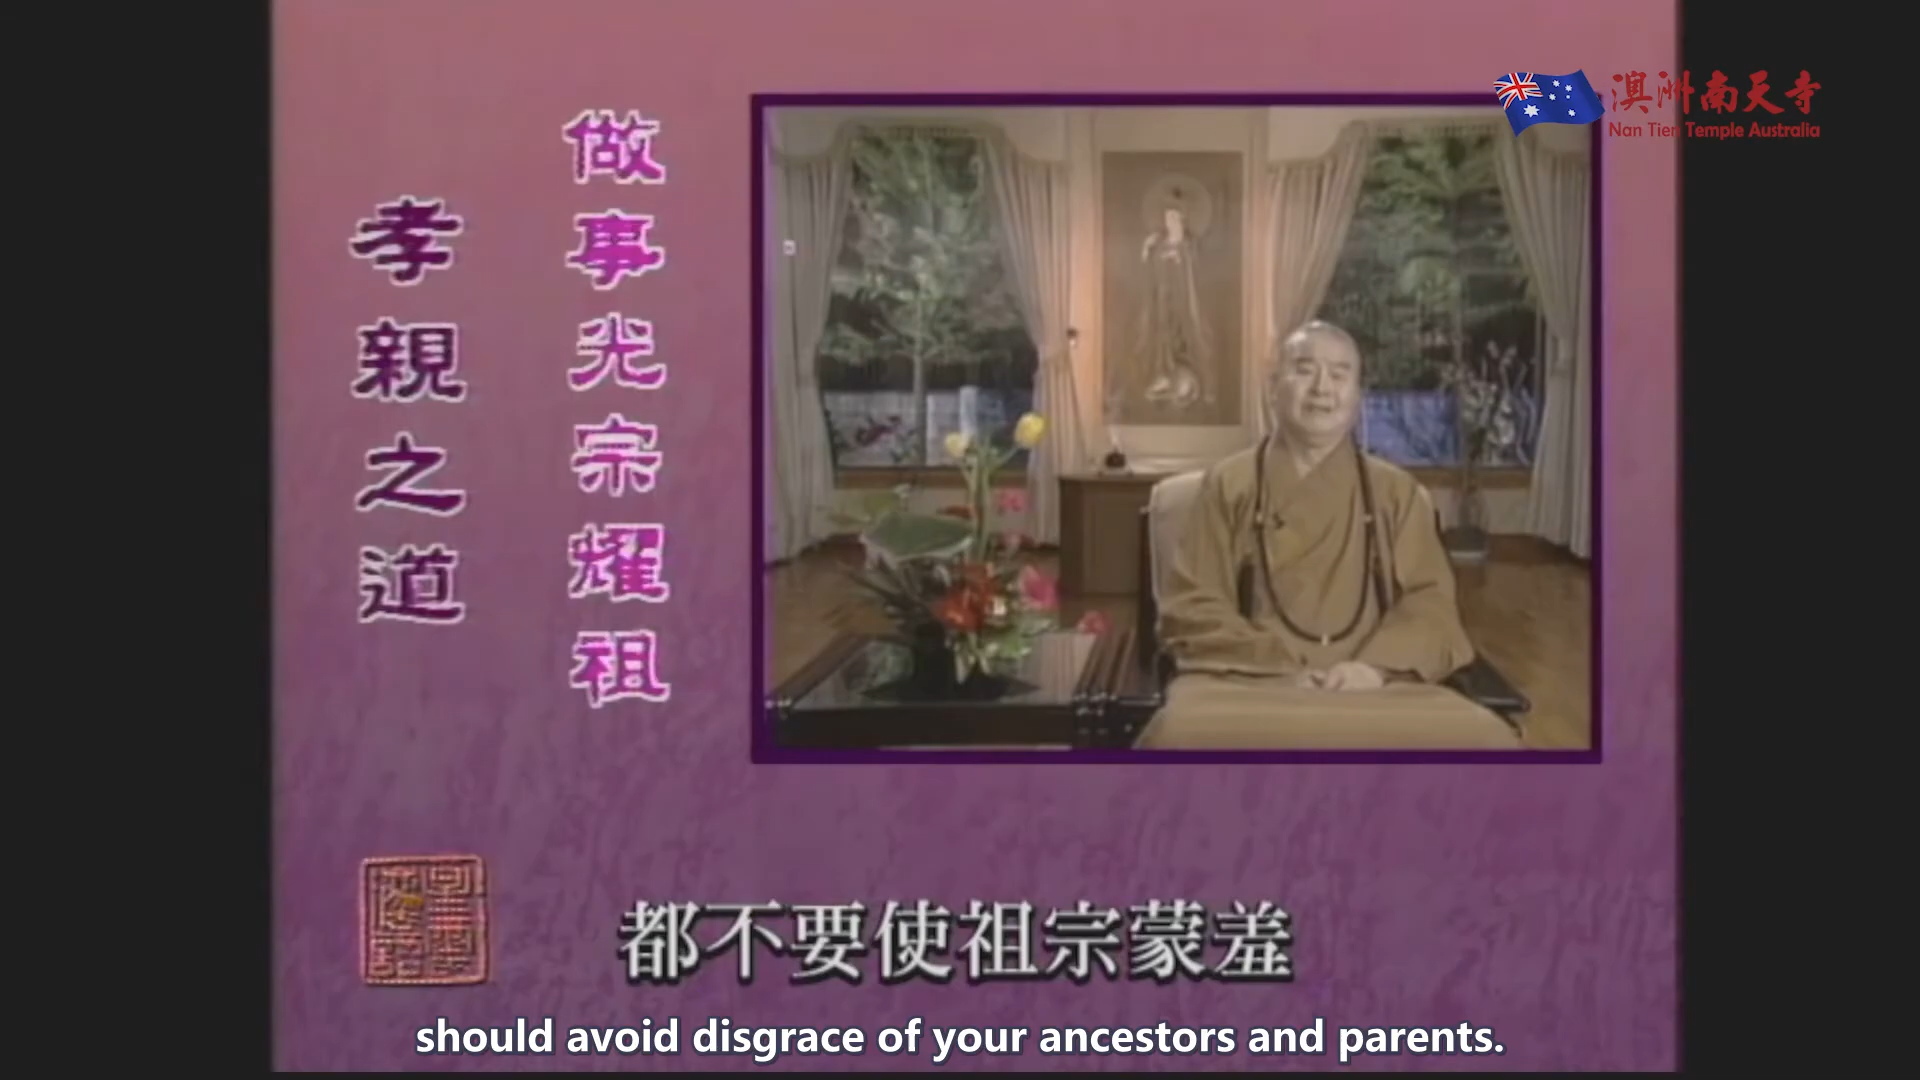 澳洲南天寺
Nan Tien Temple Australia
孝親之道
做事光宗耀祖
都不要使祖宗蒙羞
should avoid disgrace of your ancestors and parents.